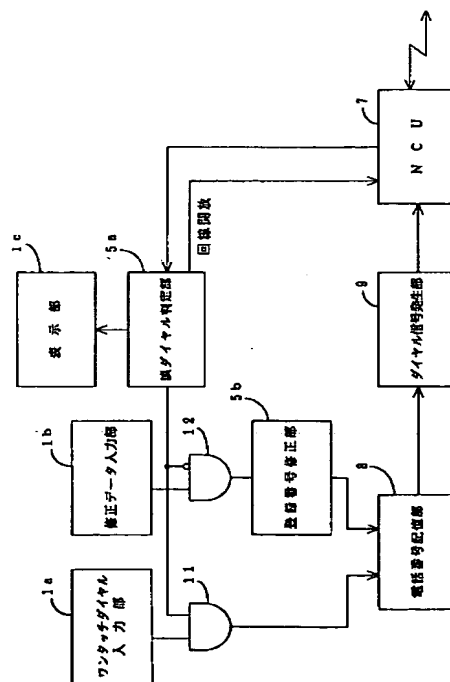 1c
表示部
5a
誤ダイヤル判定部
回線開放
7
NCU
1b
修正データ入力部
12
5b
登録番号修正部
9
ダイヤル信号発生部
1a
ワンタッチダイヤル
入力部
11
8
電話番号記憶部